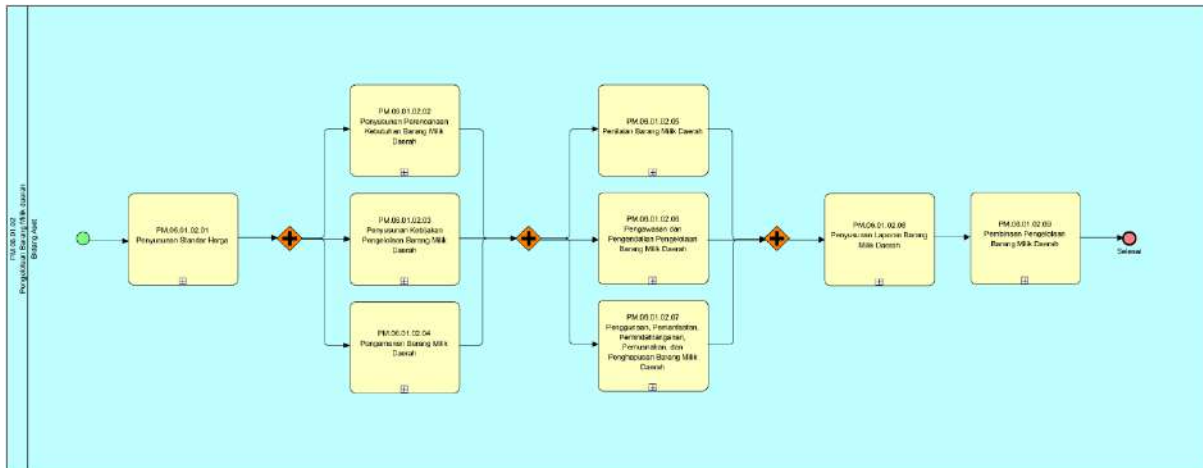 PM.06.01.02
Pengelolaan Barang Milik daerah
Bidang Aset
PM.06.01.02.01
Penyusunan Standar Harga
PM.06.01.02.02
Penyusunan Perencanaan
Kebutuhan Barang Milik
Daerah
PM.06.01.02.03
Penyusunan Kebijakan
Pengelolaan Barang Milik
Daerah
PM.06.01.02.04
Pengamanan Barang Milik
Daerah
PM.06.01.02.05
Penilaian Barang Milik Daerah
PM.06.01.02.06
Pengawasan dan
Pengendalian Pengelolaan
Barang Milik Daerah
PM.06.01.02.07
Penggunaan, Pemanfaatan,
Pemindahtanganan,
Pemusnahan, dan
Penghapusan Barang Milik
Daerah
PM.06.01.02.08
Penyusunan Laporan Barang
Milik Daerah
PM.06.01.02.09
Pembinaan Pengelolaan
Barang Milik Daerah
Selesai